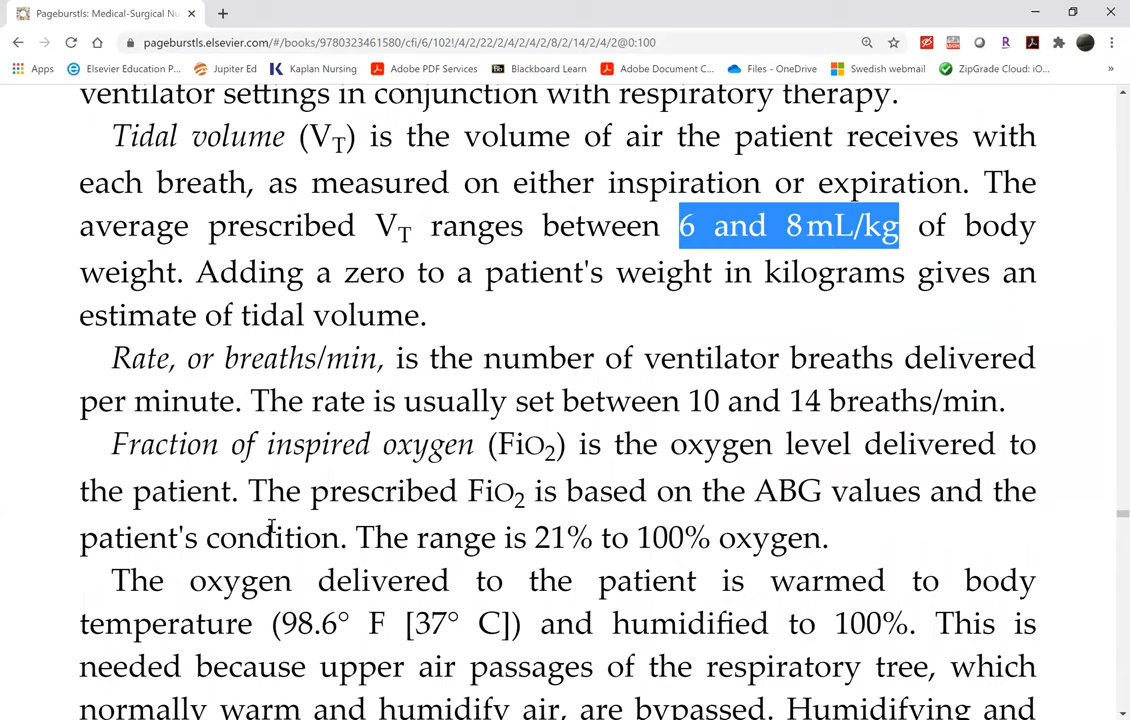 Pageburstls: Medical-Surgical Nu
pageburstls.elsevier.com/#/books/9780323461580/cfi/6/102!/4/2/22/2/4/2/4/2/8/2/14/2/4/2@0:100
Apps Elsevier Education P... Jupiter Ed Kaplan Nursing Adobe PDF Services Blackboard Learn Adobe Document C... Files - OneDrive Swedish webmail ZipGrade Cloud: iO... »
ventilator settings in conjunction with respiratory therapy.
Tidal volume (VT) is the volume of air the patient receives with
each breath, as measured on either inspiration or expiration. The
average prescribed VT ranges between 6 and 8 mL/kg of body
weight. Adding a zero to a patient's weight in kilograms gives an
estimate of tidal volume.
Rate, or breaths/min, is the number of ventilator breaths delivered
per minute. The rate is usually set between 10 and 14 breaths/min.
Fraction of inspired oxygen (FiO2) is the oxygen level delivered to
the patient. The prescribed FiO2 is based on the ABG values and the
patient's condition. The range is 21% to 100% oxygen.
The oxygen delivered to the patient is warmed to body
temperature (98.6° F [37° C]) and humidified to 100%. This is
needed because upper air passages of the respiratory tree, which
normally warm and humidify air, are bypassed. Humidifying and